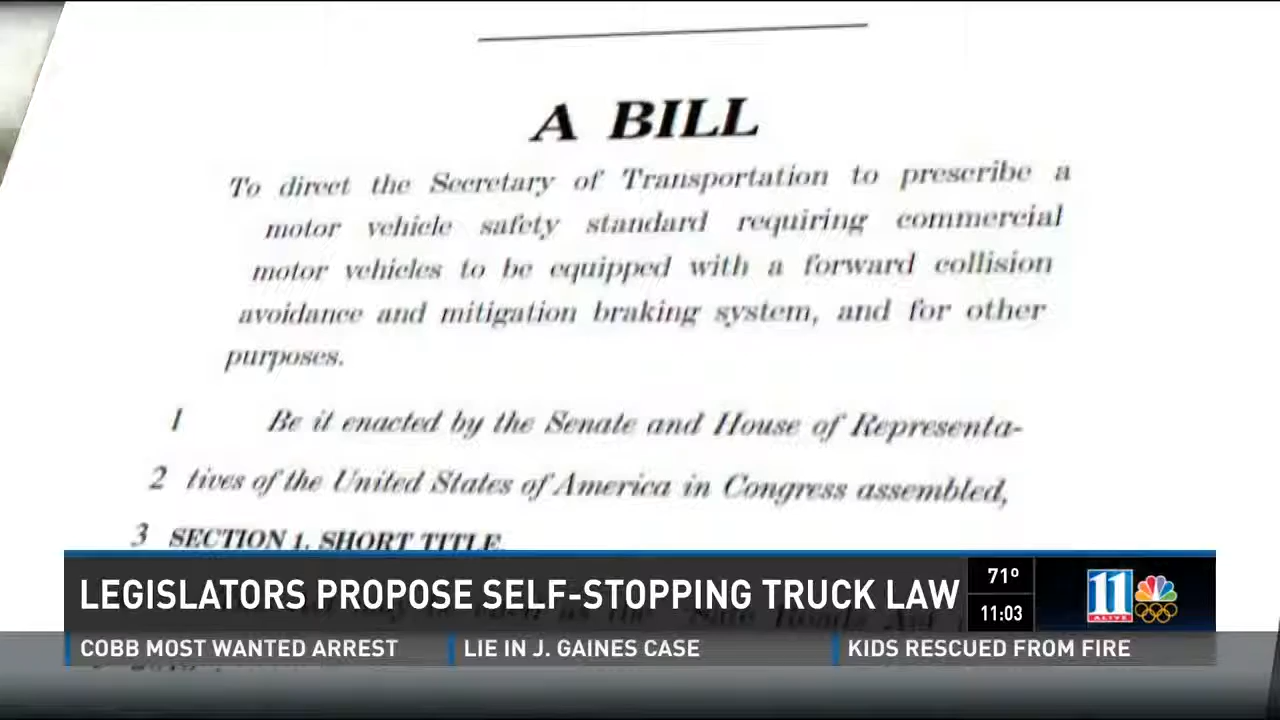 A BILL
To direct the Secretary of Transportation to prescribe a
motor vehicle safety standard requiring commercial
motor vehicles to be equipped with a forward collision
avoidance and mitigation braking system, and for other
purposes.
1 Be it enacted by the Senate and House of Representa-
2 tives of the United States of America in Congress assembled,
3 SECTION 1. SHORT TITLE.
LEGISLATORS PROPOSE SELF-STOPPING TRUCK LAW
71°
11:03
11
ALIVE
COBB MOST WANTED ARREST
LIE IN J. GAINES CASE
KIDS RESCUED FROM FIRE